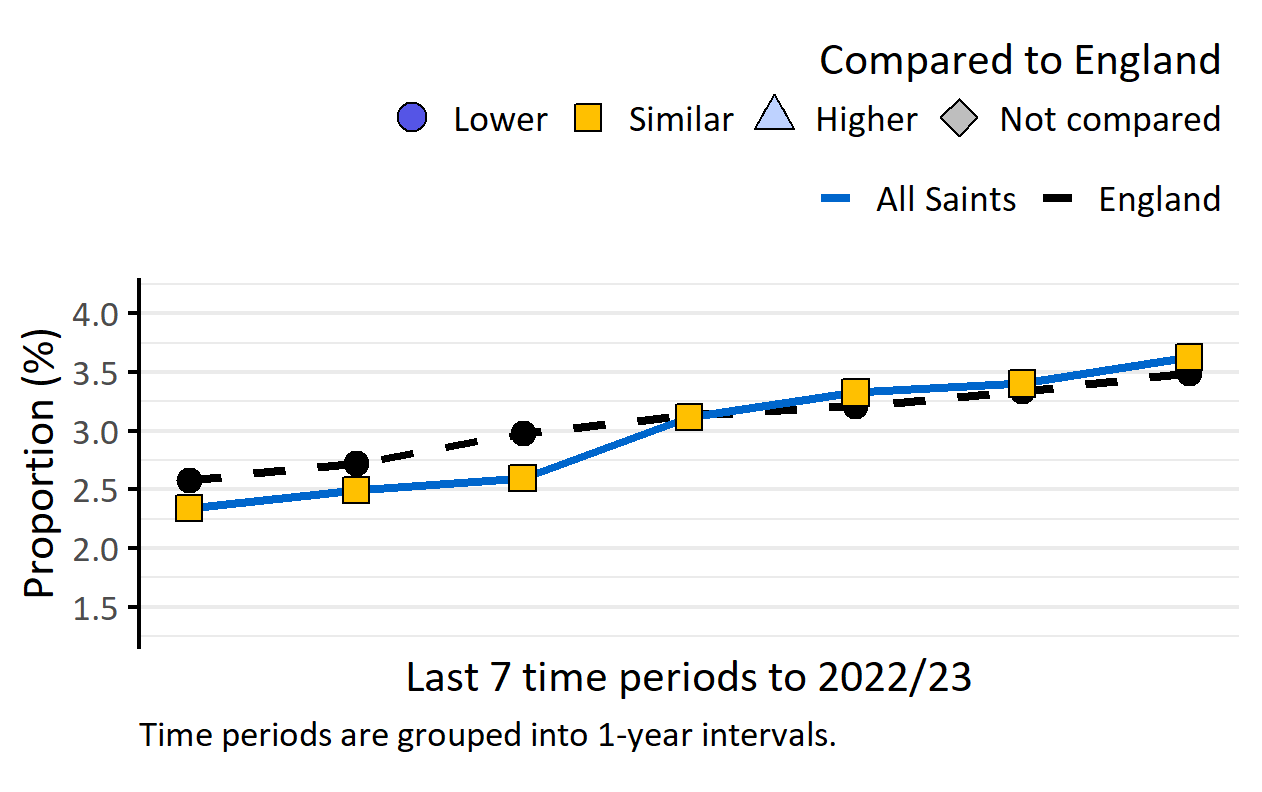 Compared to England
Lower Similar Higher Not compared
All Saints England
Proportion (%)
4.0
3.5
3.0
2.5
2.0
1.5
Last 7 time periods to 2022/23
Time periods are grouped into 1-year intervals.